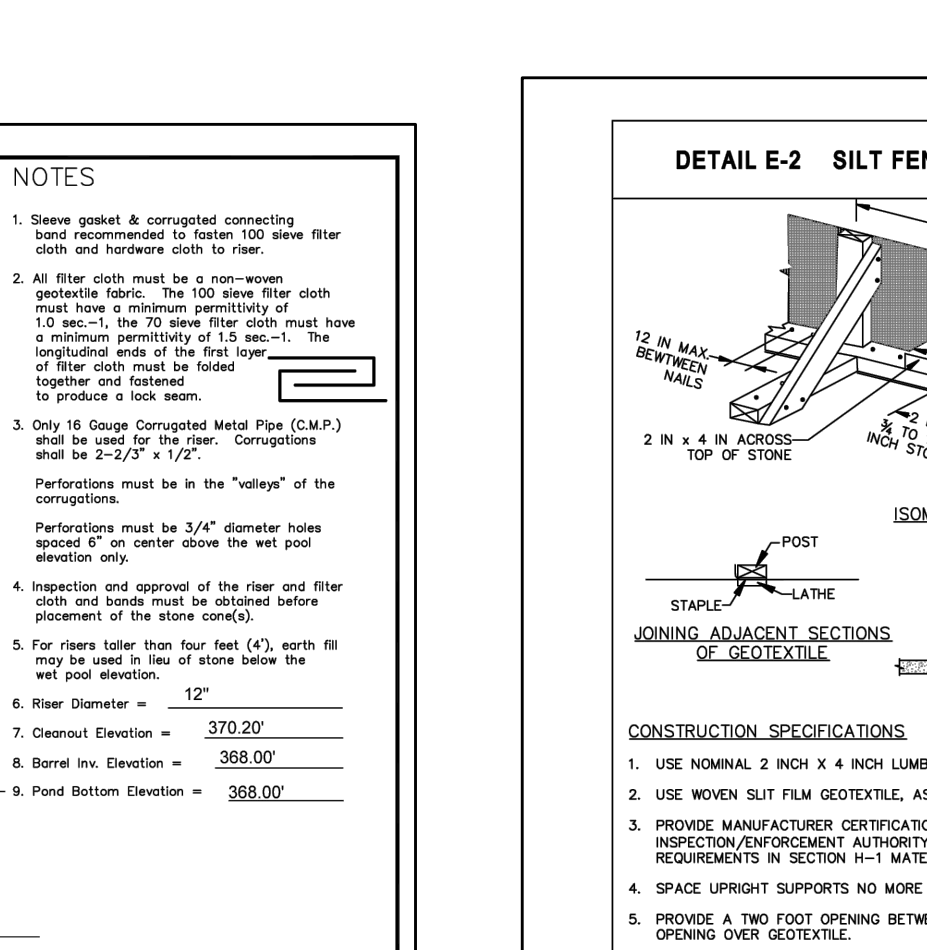 NOTES
1. Sleeve gasket & corrugated connecting
band recommended to fasten 100 sieve filter
cloth and hardware cloth to riser.
2. All filter cloth must be a non-woven
geotextile fabric. The 100 sieve filter cloth
must have a minimum permittivity of
1.0 sec.-1, the 70 sieve filter cloth must have
a minimum permittivity of 1.5 sec.-1. The
longitudinal ends of the first layer
of filter cloth must be folded
together and fastened
to produce a lock seam.
3. Only 16 Gauge Corrugated Metal Pipe (C.M.P.)
shall be used for the riser. Corrugations
shall be 2-2/3" x 1/2".
Perforations must be in the "valleys" of the
corrugations.
Perforations must be 3/4" diameter holes
spaced 6" on center above the wet pool
elevation only.
4. Inspection and approval of the riser and filter
cloth and bands must be obtained before
placement of the stone cone(s).
5. For risers taller than four feet (4'), earth fill
may be used in lieu of stone below the
wet pool elevation.
6. Riser Diameter = 12"
7. Cleanout Elevation = 370.20'
8. Barrel Inv. Elevation = 368.00'
9. Pond Bottom Elevation = 368.00'
DETAIL E-2 SILT
12 IN MAX.
BEWTWEEN
NAILS
2 IN x 4 IN ACROSS
TOP OF STONE
2
¾ TO
INCH
POST
LATHE
STAPLE
JOINING ADJACENT SECTIONS
OF GEOTEXTILE
CONSTRUCTION SPECIFICATIONS
1. USE NOMINAL 2 INCH X 4 INCH
2. USE WOVEN SLIT FILM GEOTEXTILE,
3. PROVIDE MANUFACTURER
INSPECTION/ENFORCEMENT AUTHORITY
REQUIREMENTS IN SECTION H-1
4. SPACE UPRIGHT SUPPORTS NO MORE
5. PROVIDE A TWO FOOT OPENING
OPENING OVER GEOTEXTILE.